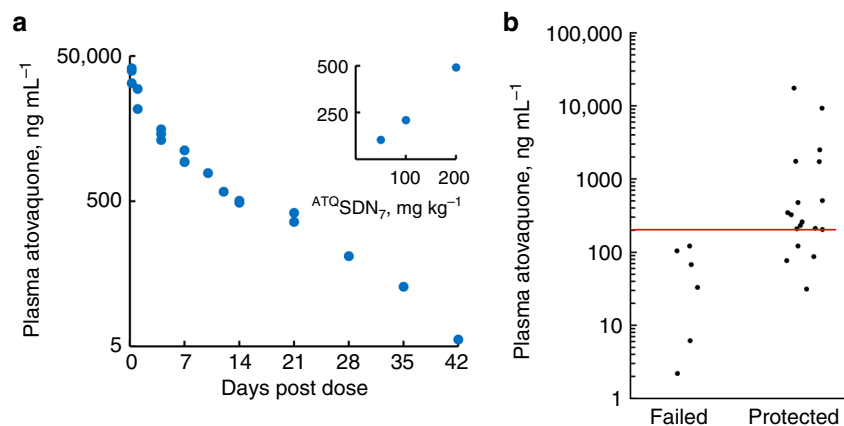 a
Plasma atovaquone, ng mL⁻¹
50,000
500
5
0 7 14 21 28 35 42
Days post dose
500
250
100 200
ᴬᵀQSDN₇, mg kg⁻¹
b
Plasma atovaquone, ng mL⁻¹
100,000
10,000
1000
100
10
1
Failed Protected